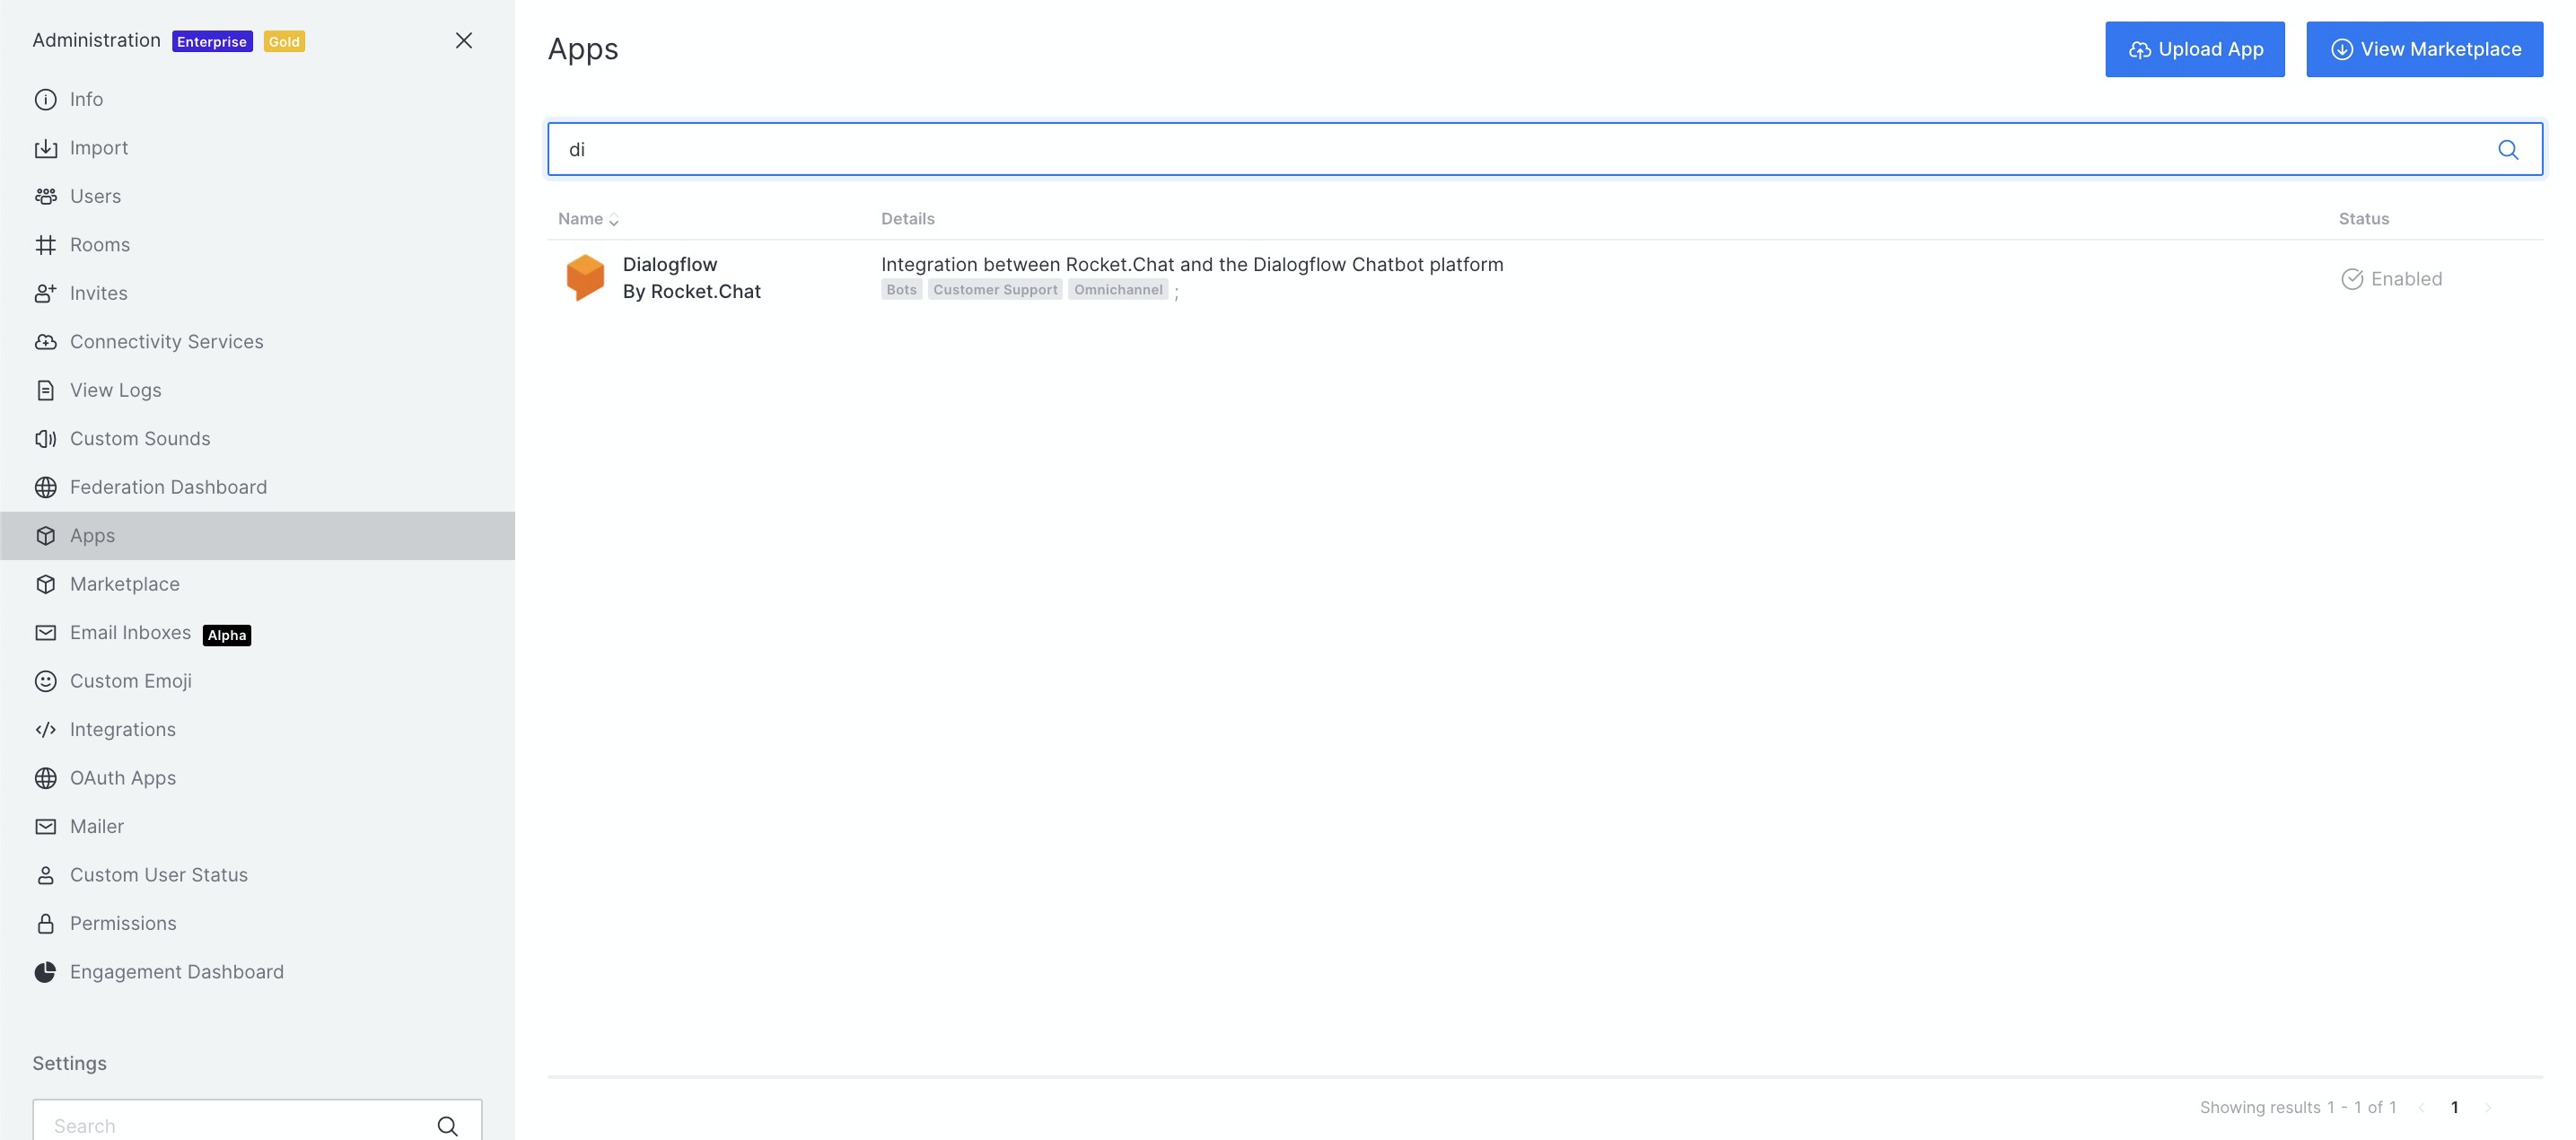 Administration Enterprise Gold
Info
Import
Users
Rooms
Invites
Connectivity Services
View Logs
Custom Sounds
Federation Dashboard
Apps
Marketplace
Email Inboxes Alpha
Custom Emoji
Integrations
OAuth Apps
Mailer
Custom User Status
Permissions
Engagement Dashboard
Settings
Search
Apps
Upload App
View Marketplace
di
Name Details Status
Dialogflow
By Rocket.Chat
Integration between Rocket.Chat and the Dialogflow Chatbot platform
Bots Customer Support Omnichannel ;
Enabled
Showing results 1 - 1 of 1 1